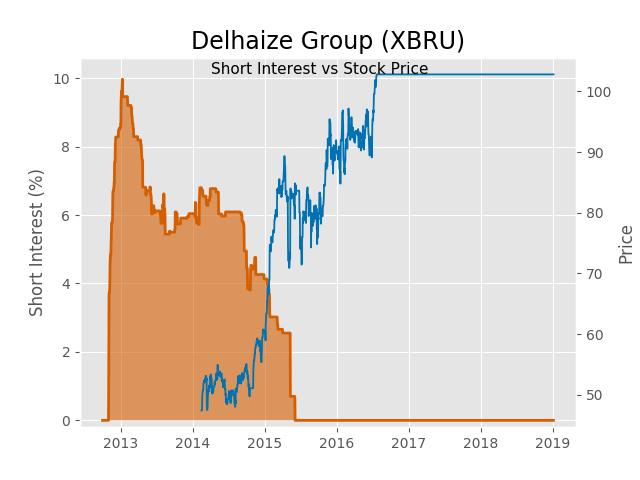 Delhaize Group (XBRU)
Short Interest vs Stock Price
Short Interest (%)
10
8
6
4
2
0
100
90
80
70
60
50
Price
2013 2014 2015 2016 2017 2018 2019